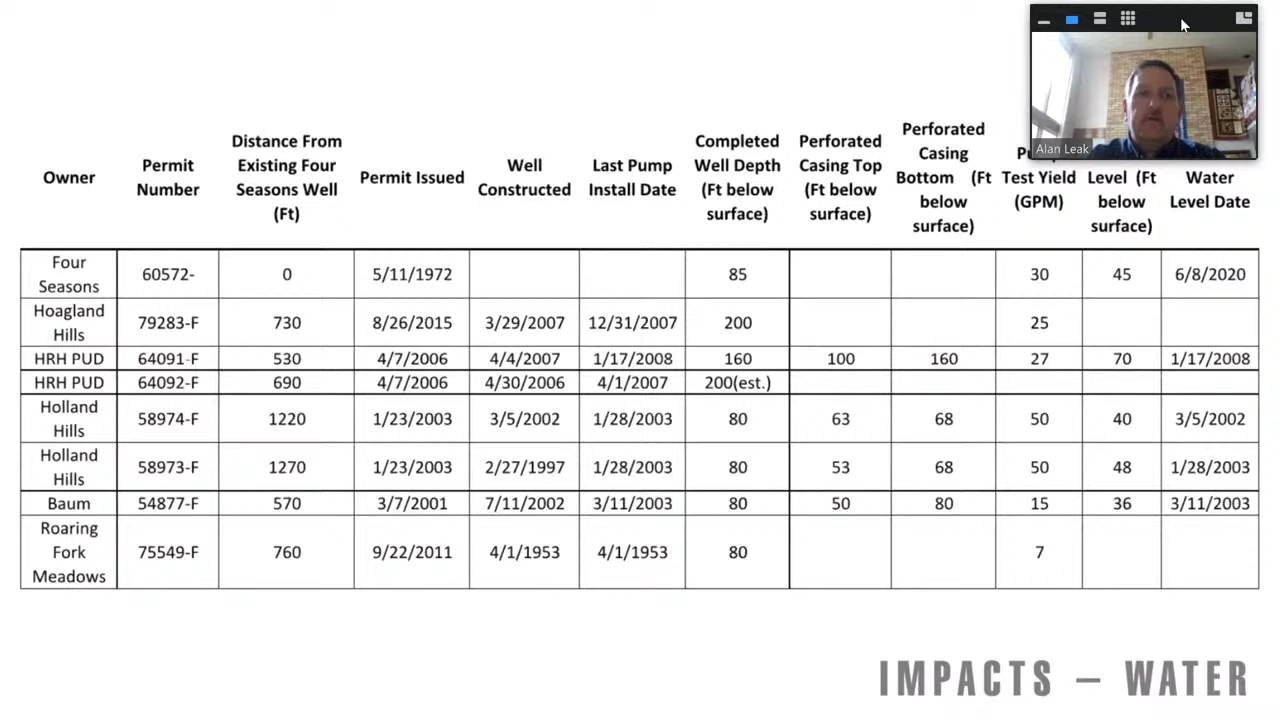 Alan Leak
Owner
Permit
Number
Distance From
Existing Four
Seasons Well
(Ft)
Permit Issued
Well
Constructed
Last Pump
Install Date
Completed
Well Depth
(Ft below
surface)
Perforated
Casing Top
(Ft below
surface)
Perforated
Casing
Bottom (Ft
below
surface)
Test Yield
(GPM)
Level (Ft
below
surface)
Water
Level Date
Four
Seasons
60572-
0
5/11/1972
85
30
45
6/8/2020
Hoagland
Hills
79283-F
730
8/26/2015
3/29/2007
12/31/2007
200
25
HRH PUD
64091-F
530
4/7/2006
4/4/2007
1/17/2008
160
100
160
27
70
1/17/2008
HRH PUD
64092-F
690
4/7/2006
4/30/2006
4/1/2007
200(est.)
Holland
Hills
58974-F
1220
1/23/2003
3/5/2002
1/28/2003
80
63
68
50
40
3/5/2002
Holland
Hills
58973-F
1270
1/23/2003
2/27/1997
1/28/2003
80
53
68
50
48
1/28/2003
Baum
54877-F
570
3/7/2001
7/11/2002
3/11/2003
80
50
80
15
36
3/11/2003
Roaring
Fork
Meadows
75549-F
760
9/22/2011
4/1/1953
4/1/1953
80
7
IMPACTS – WATER